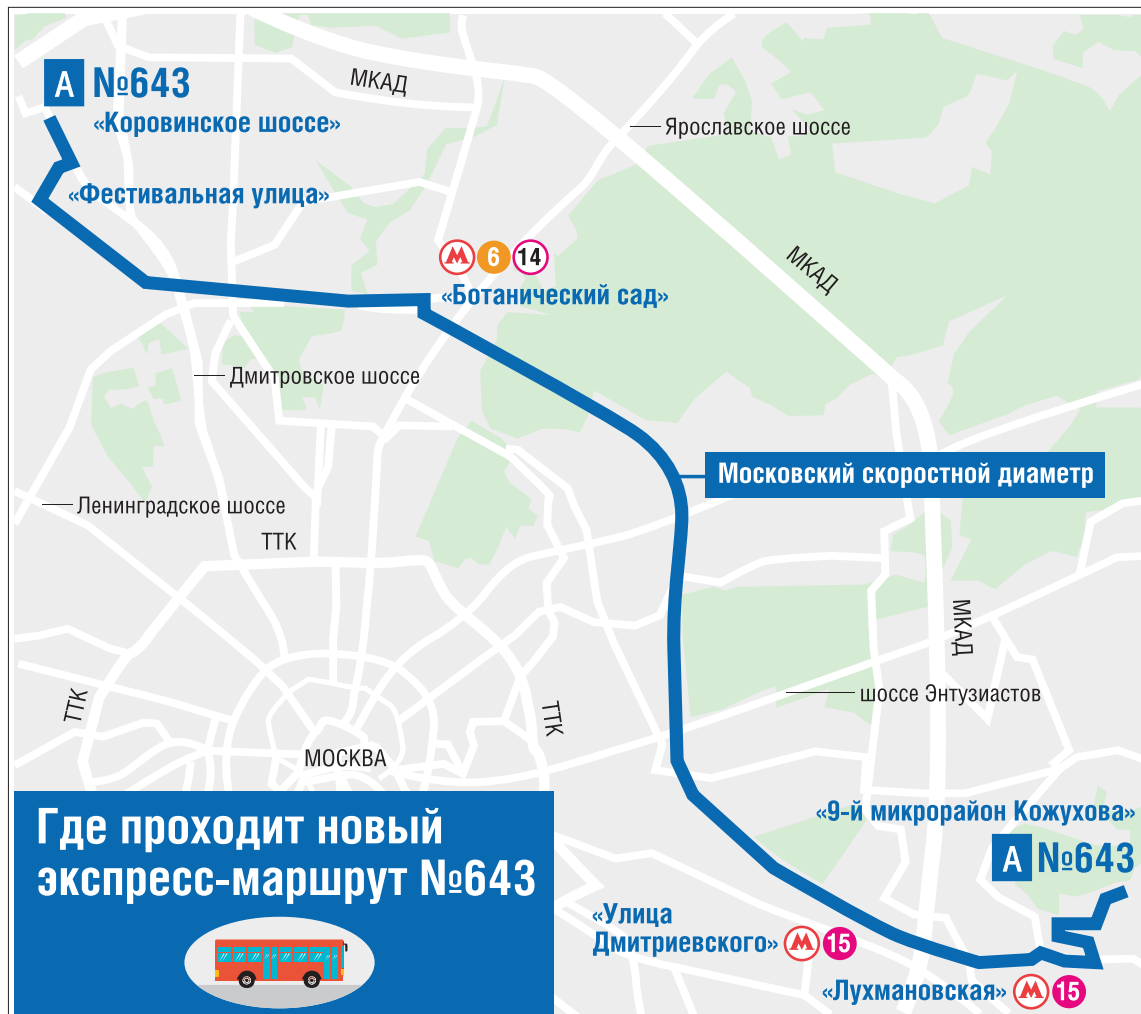 А №643
«Коровинское шоссе»
МКАД
Ярославское шоссе
«Фестивальная улица»
М 6 14
«Ботанический сад»
МКАД
Дмитровское шоссе
Московский скоростной диаметр
Ленинградское шоссе
ТТК
МКАД
ТТК
ТТК
шоссе Энтузиастов
МОСКВА
«9-й микрорайон Кожухова»
А №643
Где проходит новый
экспресс-маршрут №643
«Улица
Дмитриевского» М 15
«Лухмановская» М 15